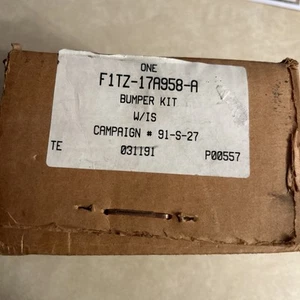 ONE
F1TZ-17A958-A
BUMPER KIT
W/IS
CAMPAIGN # 91-S-27
TE 031191 P00557